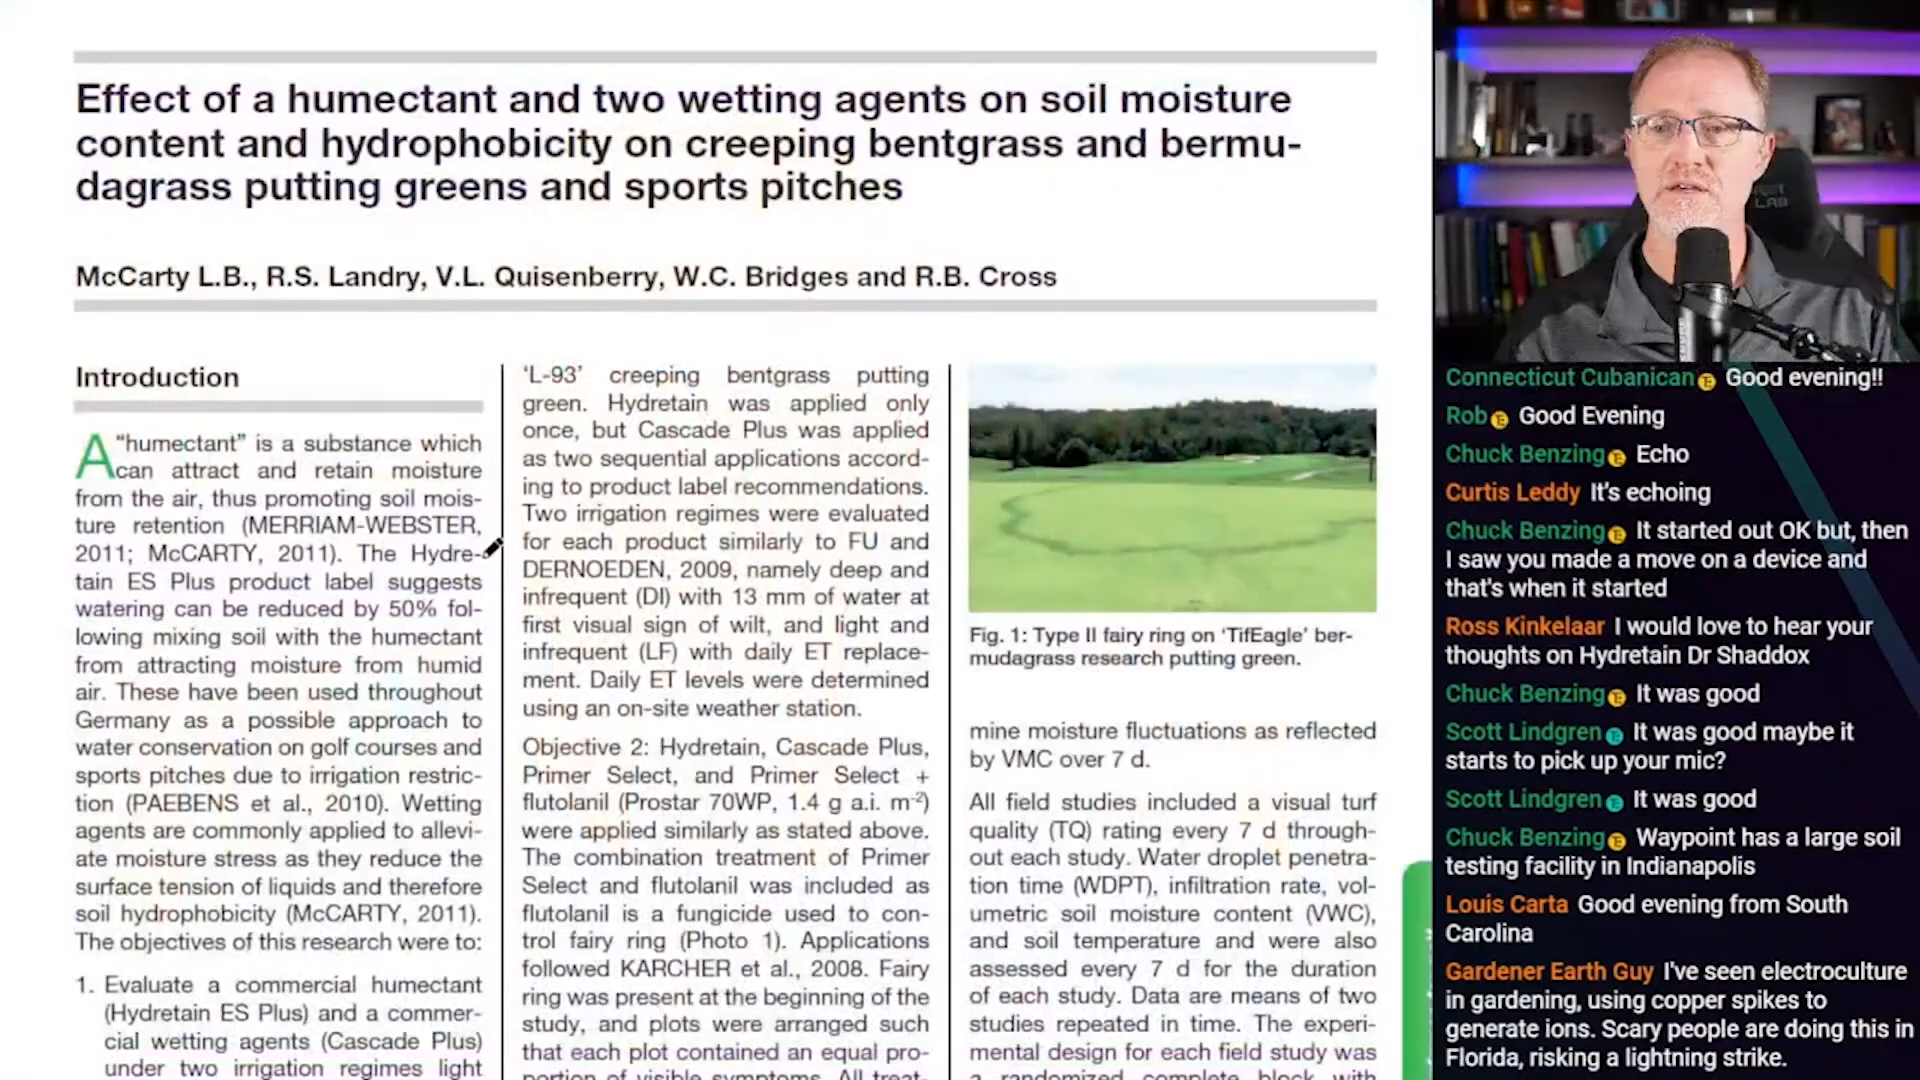 Effect of a humectant and two wetting agents on soil moisture
content and hydrophobicity on creeping bentgrass and bermu-
dagrass putting greens and sports pitches
McCarty L.B., R.S. Landry, V.L. Quisenberry, W.C. Bridges and R.B. Cross
Introduction
A “humectant” is a substance which
can attract and retain moisture
from the air, thus promoting soil mois-
ture retention (MERRIAM-WEBSTER,
2011; McCARTY, 2011). The Hydre-
tain ES Plus product label suggests
watering can be reduced by 50% fol-
lowing mixing soil with the humectant
from attracting moisture from humid
air. These have been used throughout
Germany as a possible approach to
water conservation on golf courses and
sports pitches due to irrigation restric-
tion (PAEBENS et al., 2010). Wetting
agents are commonly applied to allevi-
ate moisture stress as they reduce the
surface tension of liquids and therefore
soil hydrophobicity (McCARTY, 2011).
The objectives of this research were to:
1. Evaluate a commercial humectant
(Hydretain ES Plus) and a commer-
cial wetting agents (Cascade Plus)
under two irrigation regimes light
‘L-93’ creeping bentgrass putting
green. Hydretain was applied only
once, but Cascade Plus was applied
as two sequential applications accord-
ing to product label recommendations.
Two irrigation regimes were evaluated
for each product similarly to FU and
DERNOEDEN, 2009, namely deep and
infrequent (DI) with 13 mm of water at
first visual sign of wilt, and light and
infrequent (LF) with daily ET replace-
ment. Daily ET levels were determined
using an on-site weather station.
Objective 2: Hydretain, Cascade Plus,
Primer Select, and Primer Select +
flutolanil (Prostar 70WP, 1.4 g a.i. m⁻²)
were applied similarly as stated above.
The combination treatment of Primer
Select and flutolanil was included as
flutolanil is a fungicide used to con-
trol fairy ring (Photo 1). Applications
followed KARCHER et al., 2008. Fairy
ring was present at the beginning of the
study, and plots were arranged such
that each plot contained an equal pro-
portion of visible symptoms. All treat-
Fig. 1: Type II fairy ring on ‘TifEagle’ ber-
mudagrass research putting green.
mine moisture fluctuations as reflected
by VMC over 7 d.
All field studies included a visual turf
quality (TQ) rating every 7 d through-
out each study. Water droplet penetra-
tion time (WDPT), infiltration rate, vol-
umetric soil moisture content (VWC),
and soil temperature and were also
assessed every 7 d for the duration
of each study. Data are means of two
studies repeated in time. The experi-
mental design for each field study was
a randomized complete block with
Connecticut Cubanican Good evening!!
Rob Good Evening
Chuck Benzing Echo
Curtis Leddy It’s echoing
Chuck Benzing It started out OK but, then
I saw you made a move on a device and
that's when it started
Ross Kinkelaar I would love to hear your
thoughts on Hydretain Dr Shaddox
Chuck Benzing It was good
Scott Lindgren It was good maybe it
starts to pick up your mic?
Scott Lindgren It was good
Chuck Benzing Waypoint has a large soil
testing facility in Indianapolis
Louis Carta Good evening from South
Carolina
Gardener Earth Guy I've seen electroculture
in gardening, using copper spikes to
generate ions. Scary people are doing this in
Florida, risking a lightning strike.